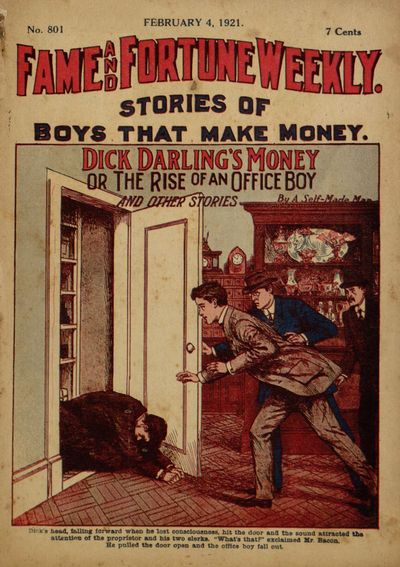 No. 801
FEBRUARY 4, 1921.
7 Cents
FAME AND FORTUNE WEEKLY.
STORIES OF
BOYS THAT MAKE MONEY.
DICK DARLING'S MONEY
OR THE RISE OF AN OFFICE BOY
AND OTHER STORIES
By A Self-Made Man
Dick's head, falling forward when he lost consciousness, hit the door and the sound attracted the
attention of the proprietor and his two clerks. "What's that?" exclaimed Mr. Bacon.
He pulled the door open and the office boy fell out.